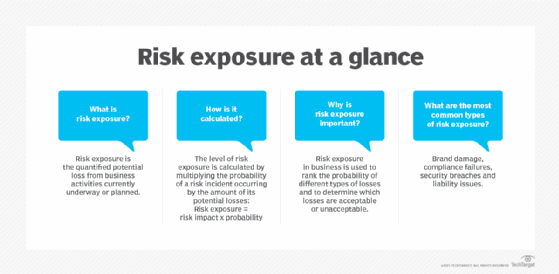 Risk exposure at a glance
What is
risk exposure?
Risk exposure is
the quantified potential
loss from business
activities currently
underway or planned.
How is it
calculated?
The level of risk
exposure is calculated by
multiplying the probability
of a risk incident occurring
by the amount of its
potential losses:
Risk exposure =
risk impact x probability
Why is
risk exposure
important?
Risk exposure
in business is used to
rank the probability of
different types of losses
and to determine which
losses are acceptable
or unacceptable.
What are the most
common types
of risk exposure?
Brand damage,
compliance failures,
security breaches and
liability issues.
TechTarget